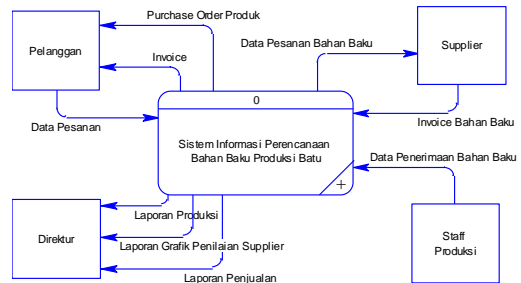 Purchase Order Produk
Pelanggan
Invoice
Data Pesanan Bahan Baku
Supplier
Data Pesanan
0
Invoice Bahan Baku
Sistem Informasi Perencanaan
Bahan Baku Produksi Batu
Data Penerimaan Bahan Baku
+
Laporan Produksi
Direktur
Laporan Grafik Penilaian Supplier
Staff
Produksi
Laporan Penjualan